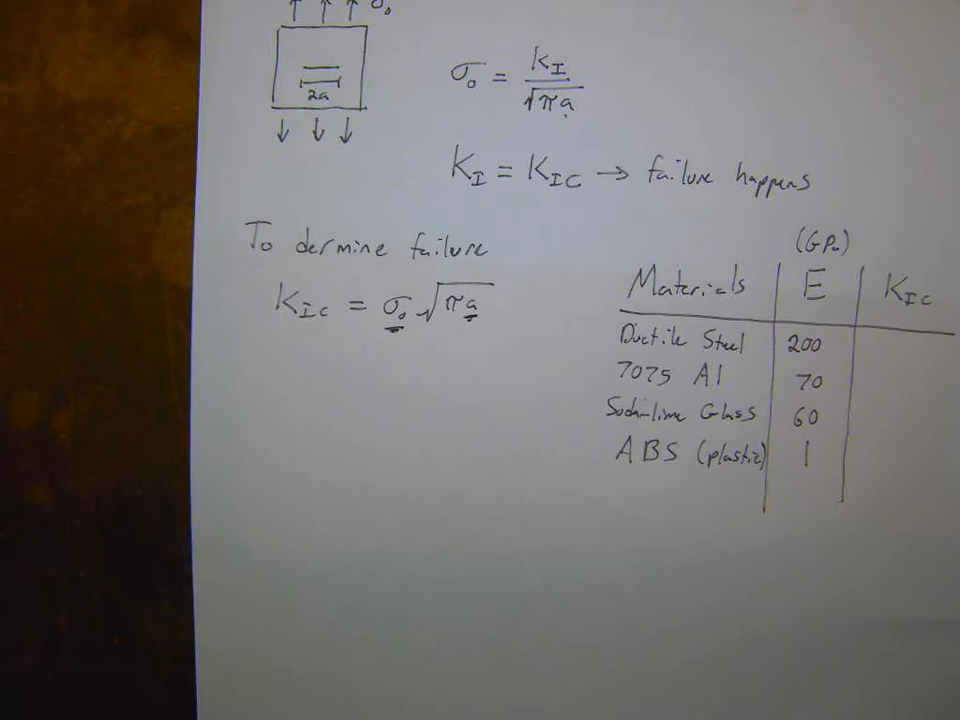 σ₀
2a
σ₀ = K_I / √πa
K_I = K_IC → failure happens
To dermine failure
K_Ic = σ₀ √πa
(GPa)
Materials E K_Ic
Ductile Steel 200
7075 Al 70
Soda-lime Glass 60
ABS (plastic) 1